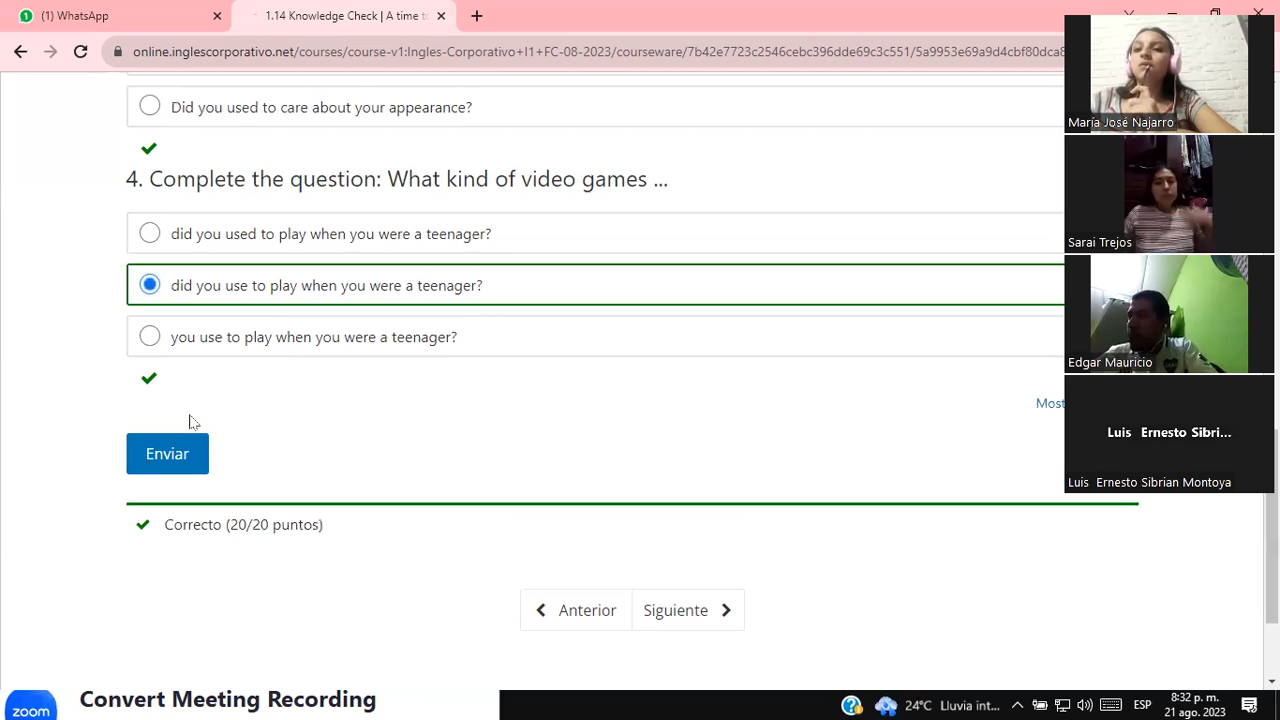 (1) WhatsApp
1.14 Knowledge Check | A time to
online.inglescorporativo.net/courses/course-v1:Ingles-Corporativo+I1+FC-08-2023/courseware/7b42e7723c2546cebc396dde69c3c551/5a9953e69a9d4cbf80dca8
Did you used to care about your appearance?
4. Complete the question: What kind of video games ...
did you used to play when you were a teenager?
did you use to play when you were a teenager?
you use to play when you were a teenager?
Most
Enviar
Correcto (20/20 puntos)
Anterior
Siguiente
María José Najarro
Sarai Trejos
Edgar Mauricio
Luis Ernesto Sibri...
Luis Ernesto Sibrian Montoya
zoom
Convert Meeting Recording
24°C Lluvia int...
ESP
8:32 p. m.
21 ago. 2023